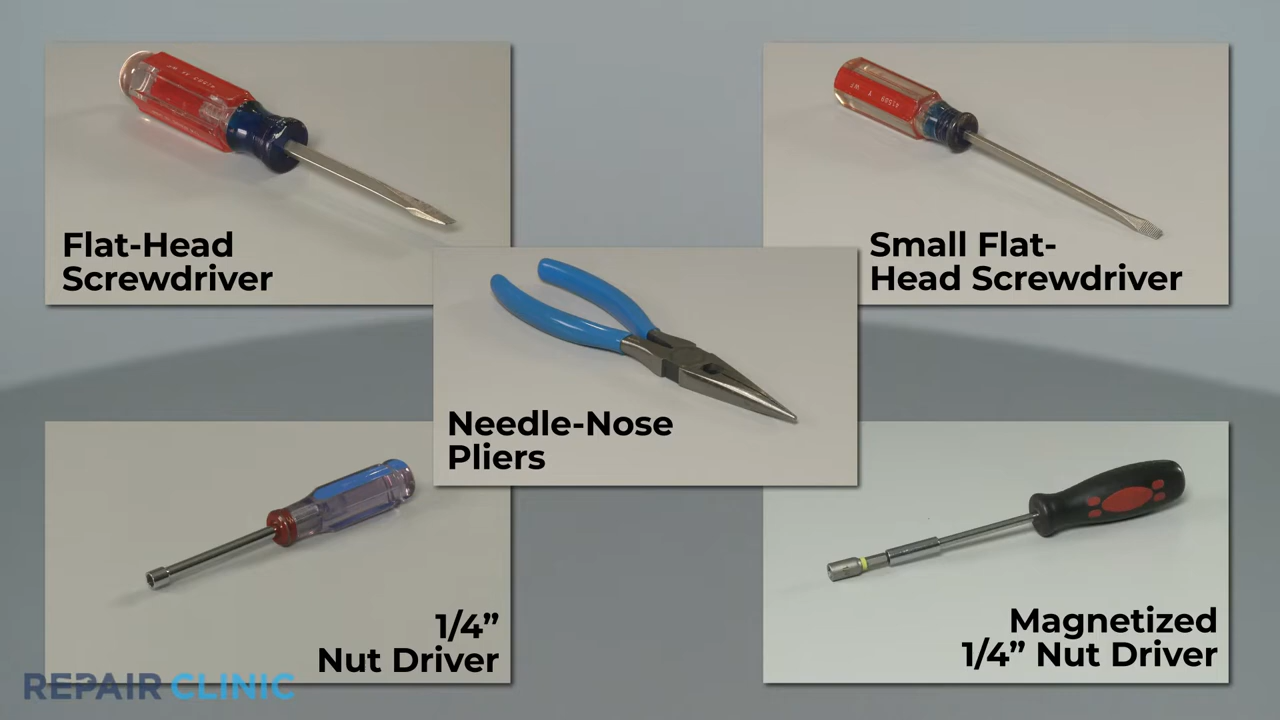 Flat-Head
Screwdriver
Small Flat-
Head Screwdriver
Needle-Nose
Pliers
1/4”
Nut Driver
Magnetized
1/4” Nut Driver
REPAIR CLINIC